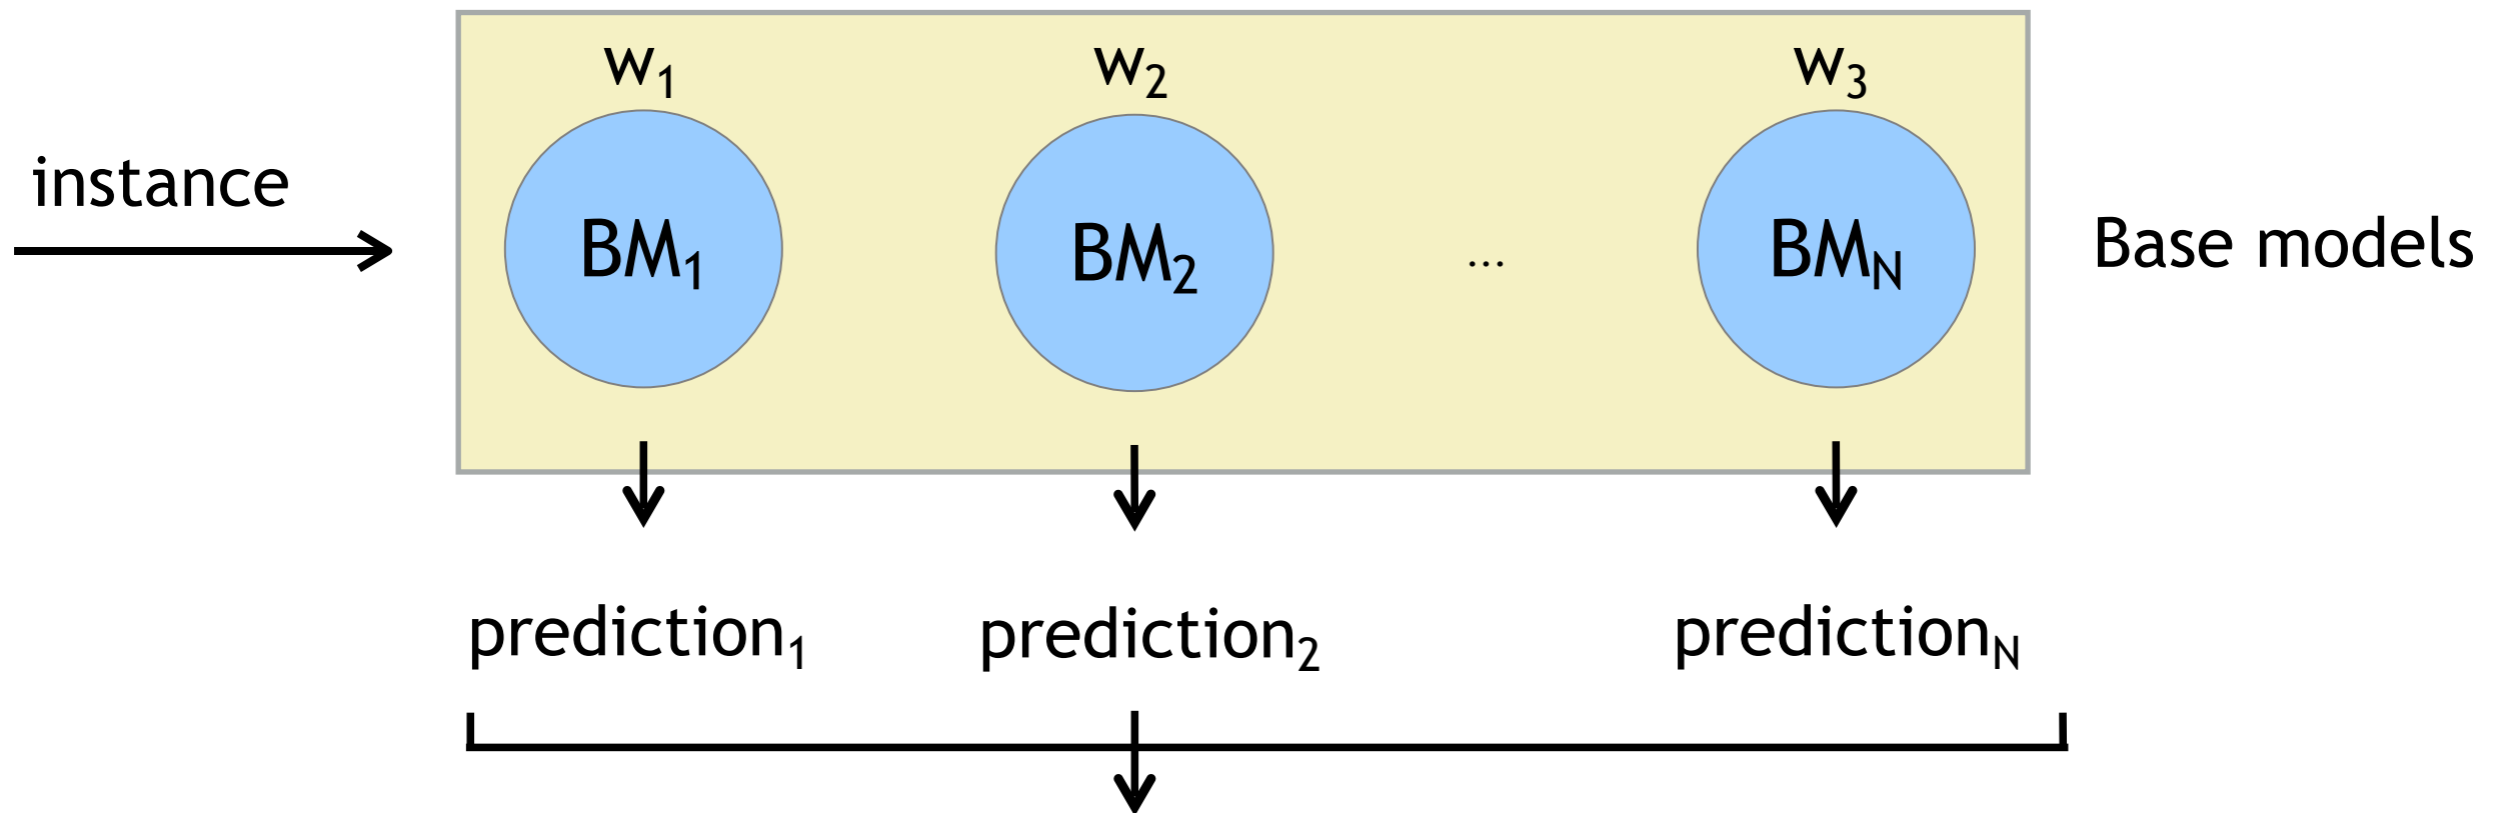 w1 w2 w3
instance
BM1 BM2 ... BMN
Base models
prediction1 prediction2 predictionN